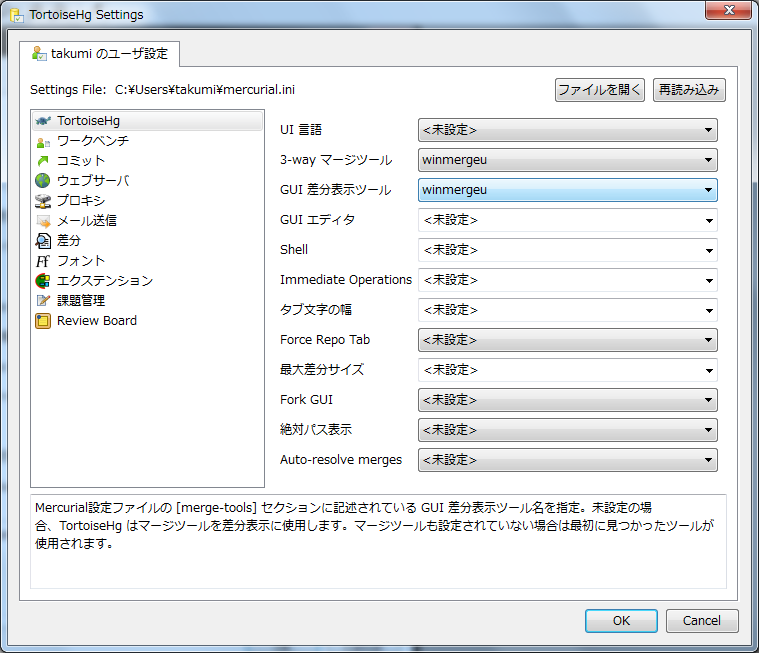 TortoiseHg Settings
takumi のユーザ設定
Settings File: C:¥Users¥takumi¥mercurial.ini
ファイルを開く
再読み込み
TortoiseHg
ワークベンチ
コミット
ウェブサーバ
プロキシ
メール送信
差分
フォント
エクステンション
課題管理
Review Board
UI 言語 <未設定>
3-way マージツール winmergeu
GUI 差分表示ツール winmergeu
GUI エディタ <未設定>
Shell <未設定>
Immediate Operations <未設定>
タブ文字の幅 <未設定>
Force Repo Tab <未設定>
最大差分サイズ <未設定>
Fork GUI <未設定>
絶対パス表示 <未設定>
Auto-resolve merges <未設定>
Mercurial設定ファイルの [merge-tools] セクションに記述されている GUI 差分表示ツール名を指定。未設定の場
合、TortoiseHg はマージツールを差分表示に使用します。マージツールも設定されていない場合は最初に見つかったツールが
使用されます。
OK
Cancel